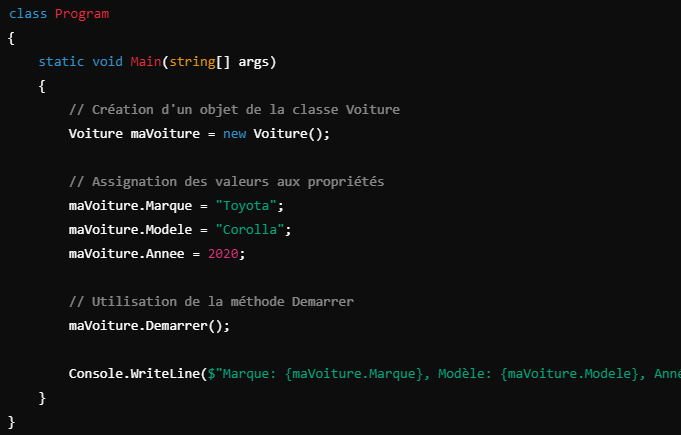 class Program
{
    static void Main(string[] args)
    {
        // Création d'un objet de la classe Voiture
        Voiture maVoiture = new Voiture();

        // Assignation des valeurs aux propriétés
        maVoiture.Marque = "Toyota";
        maVoiture.Modele = "Corolla";
        maVoiture.Annee = 2020;

        // Utilisation de la méthode Demarrer
        maVoiture.Demarrer();

        Console.WriteLine($"Marque: {maVoiture.Marque}, Modèle: {maVoiture.Modele},
    }
}